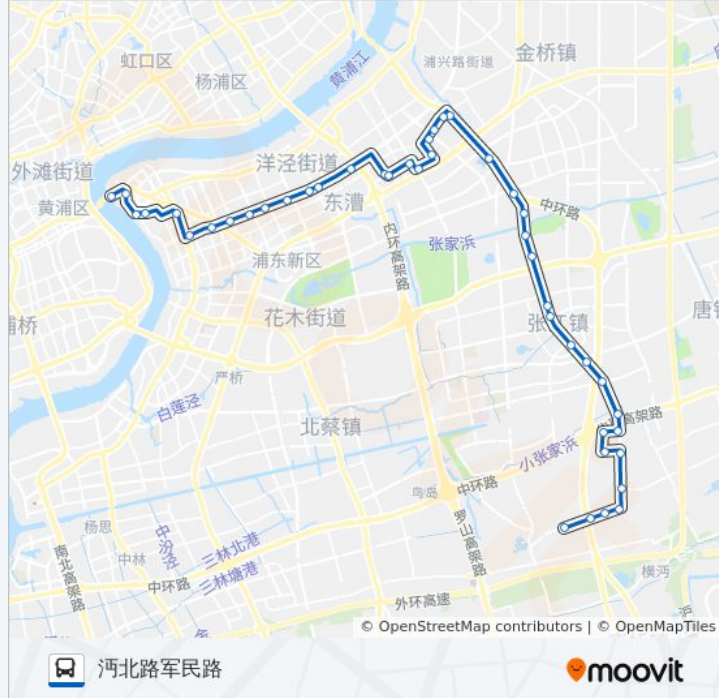 金桥镇
浦兴路街道
虹口区
杨浦区
黄浦江
外滩街道
洋泾街道
黄浦区
东漕
中环路
内环高架路
张家浜
浦东新区
唐镇
浦桥
花木街道
张江镇
严桥
白莲泾
北蔡镇
高架路
小张家浜
中环路
鸟岛
杨思
中汾泾
罗山高架路
三林北港
南北高架路
中林
三林塘港
中环路
横沔
外环高速
© OpenStreetMap contributors | © OpenMapTiles
沔北路军民路
moovit